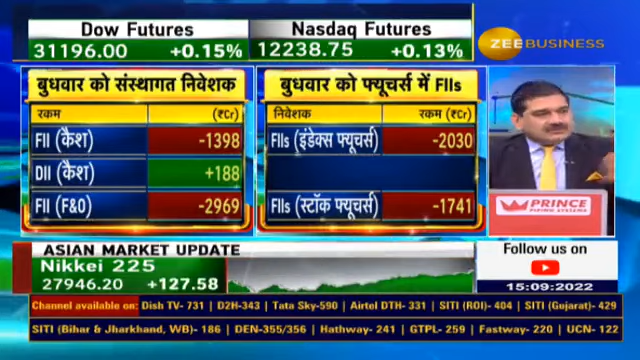 Dow Futures
31196.00 +0.15%
Nasdaq Futures
12238.75 +0.13%
ZEE BUSINESS
बुधवार को संस्थागत निवेशक
रकम (₹Cr)
FII (कैश) -1398
DII (कैश) +188
FII (F&O) -2969
बुधवार को फ्यूचर्स में FIIs
निवेशक रकम (₹Cr)
FIIs (इंडेक्स फ्यूचर्स) -2030
FIIs (स्टॉक फ्यूचर्स) -1741
PRINCE
PIPING SYSTEMS
ASIAN MARKET UPDATE
Nikkei 225
27946.20 +127.58
Follow us on
15:09:2022
Channel available on: Dish TV- 731 | D2H-343 | Tata Sky-590 | Airtel DTH- 331 | SITI (ROI)- 404 | SITI (Gujarat)- 429
SITI (Bihar & Jharkhand, WB)- 186 | DEN-355/356 | Hathway- 241 | GTPL- 259 | Fastway- 220 | UCN- 122